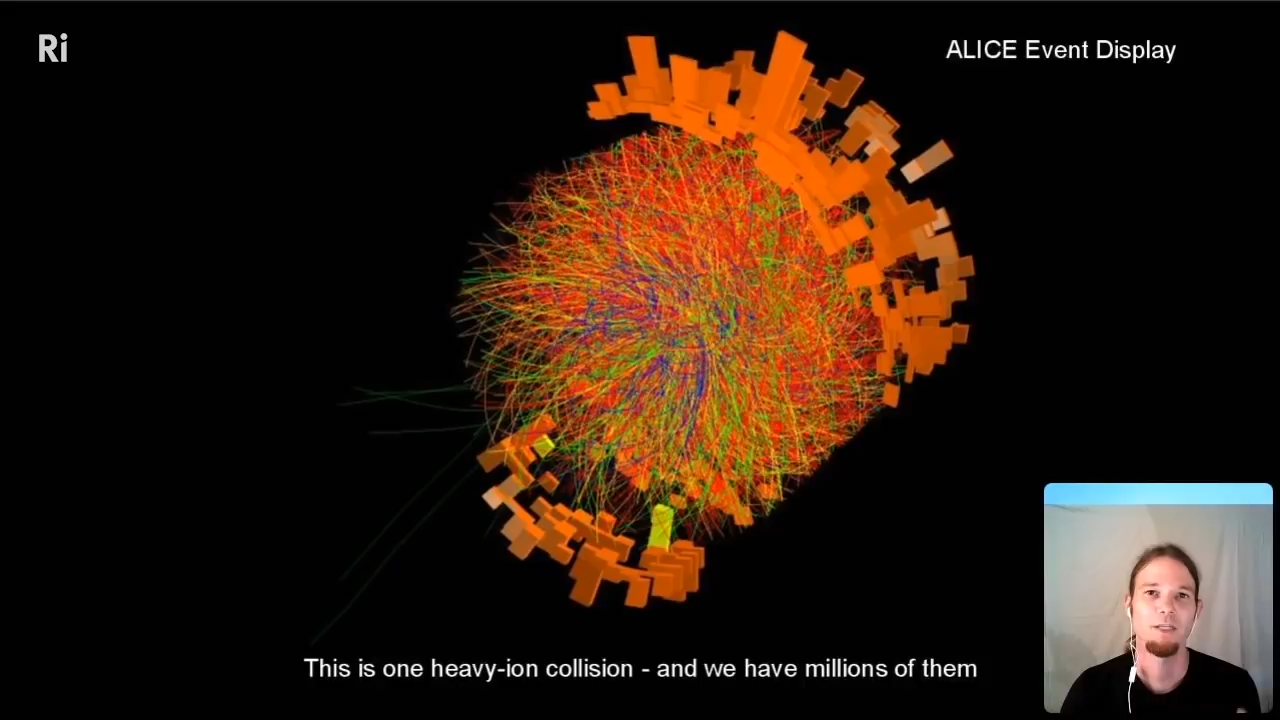 Ri
ALICE Event Display
This is one heavy-ion collision - and we have millions of them